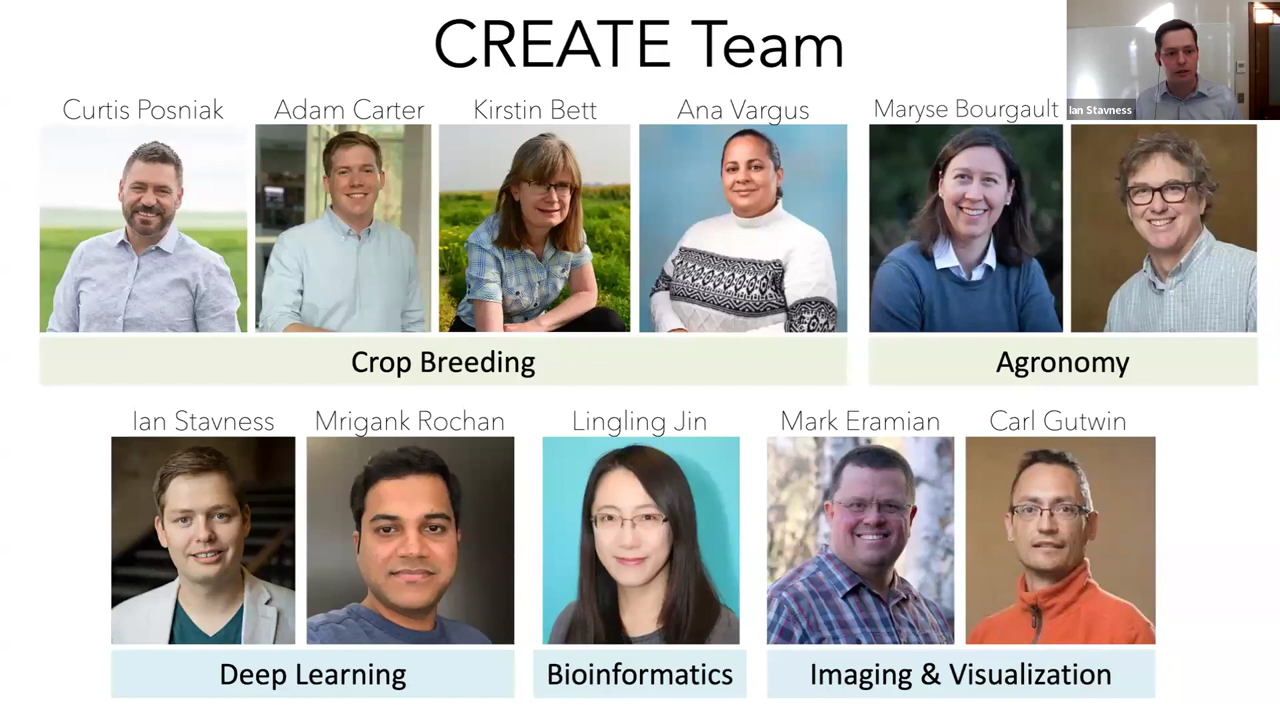 CREATE Team
Curtis Posniak
Adam Carter
Kirstin Bett
Ana Vargus
Maryse Bourgault
Ian Stavness
Crop Breeding
Agronomy
Ian Stavness
Mrigank Rochan
Lingling Jin
Mark Eramian
Carl Gutwin
Deep Learning
Bioinformatics
Imaging & Visualization